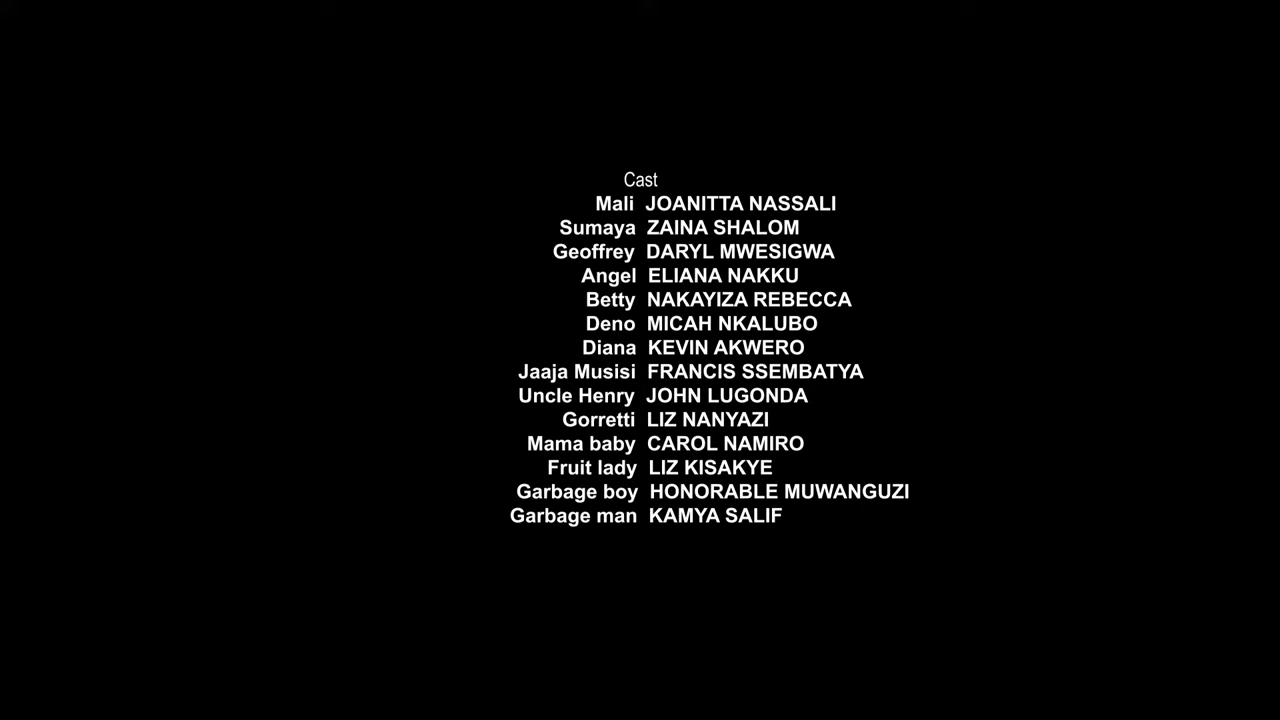 Cast
Mali JOANITTA NASSALI
Sumaya ZAINA SHALOM
Geoffrey DARYL MWESIGWA
Angel ELIANA NAKKU
Betty NAKAYIZA REBECCA
Deno MICAH NKALUBO
Diana KEVIN AKWERO
Jaaja Musisi FRANCIS SSEMBATYA
Uncle Henry JOHN LUGONDA
Gorretti LIZ NANYAZI
Mama baby CAROL NAMIRO
Fruit lady LIZ KISAKYE
Garbage boy HONORABLE MUWANGUZI
Garbage man KAMYA SALIF